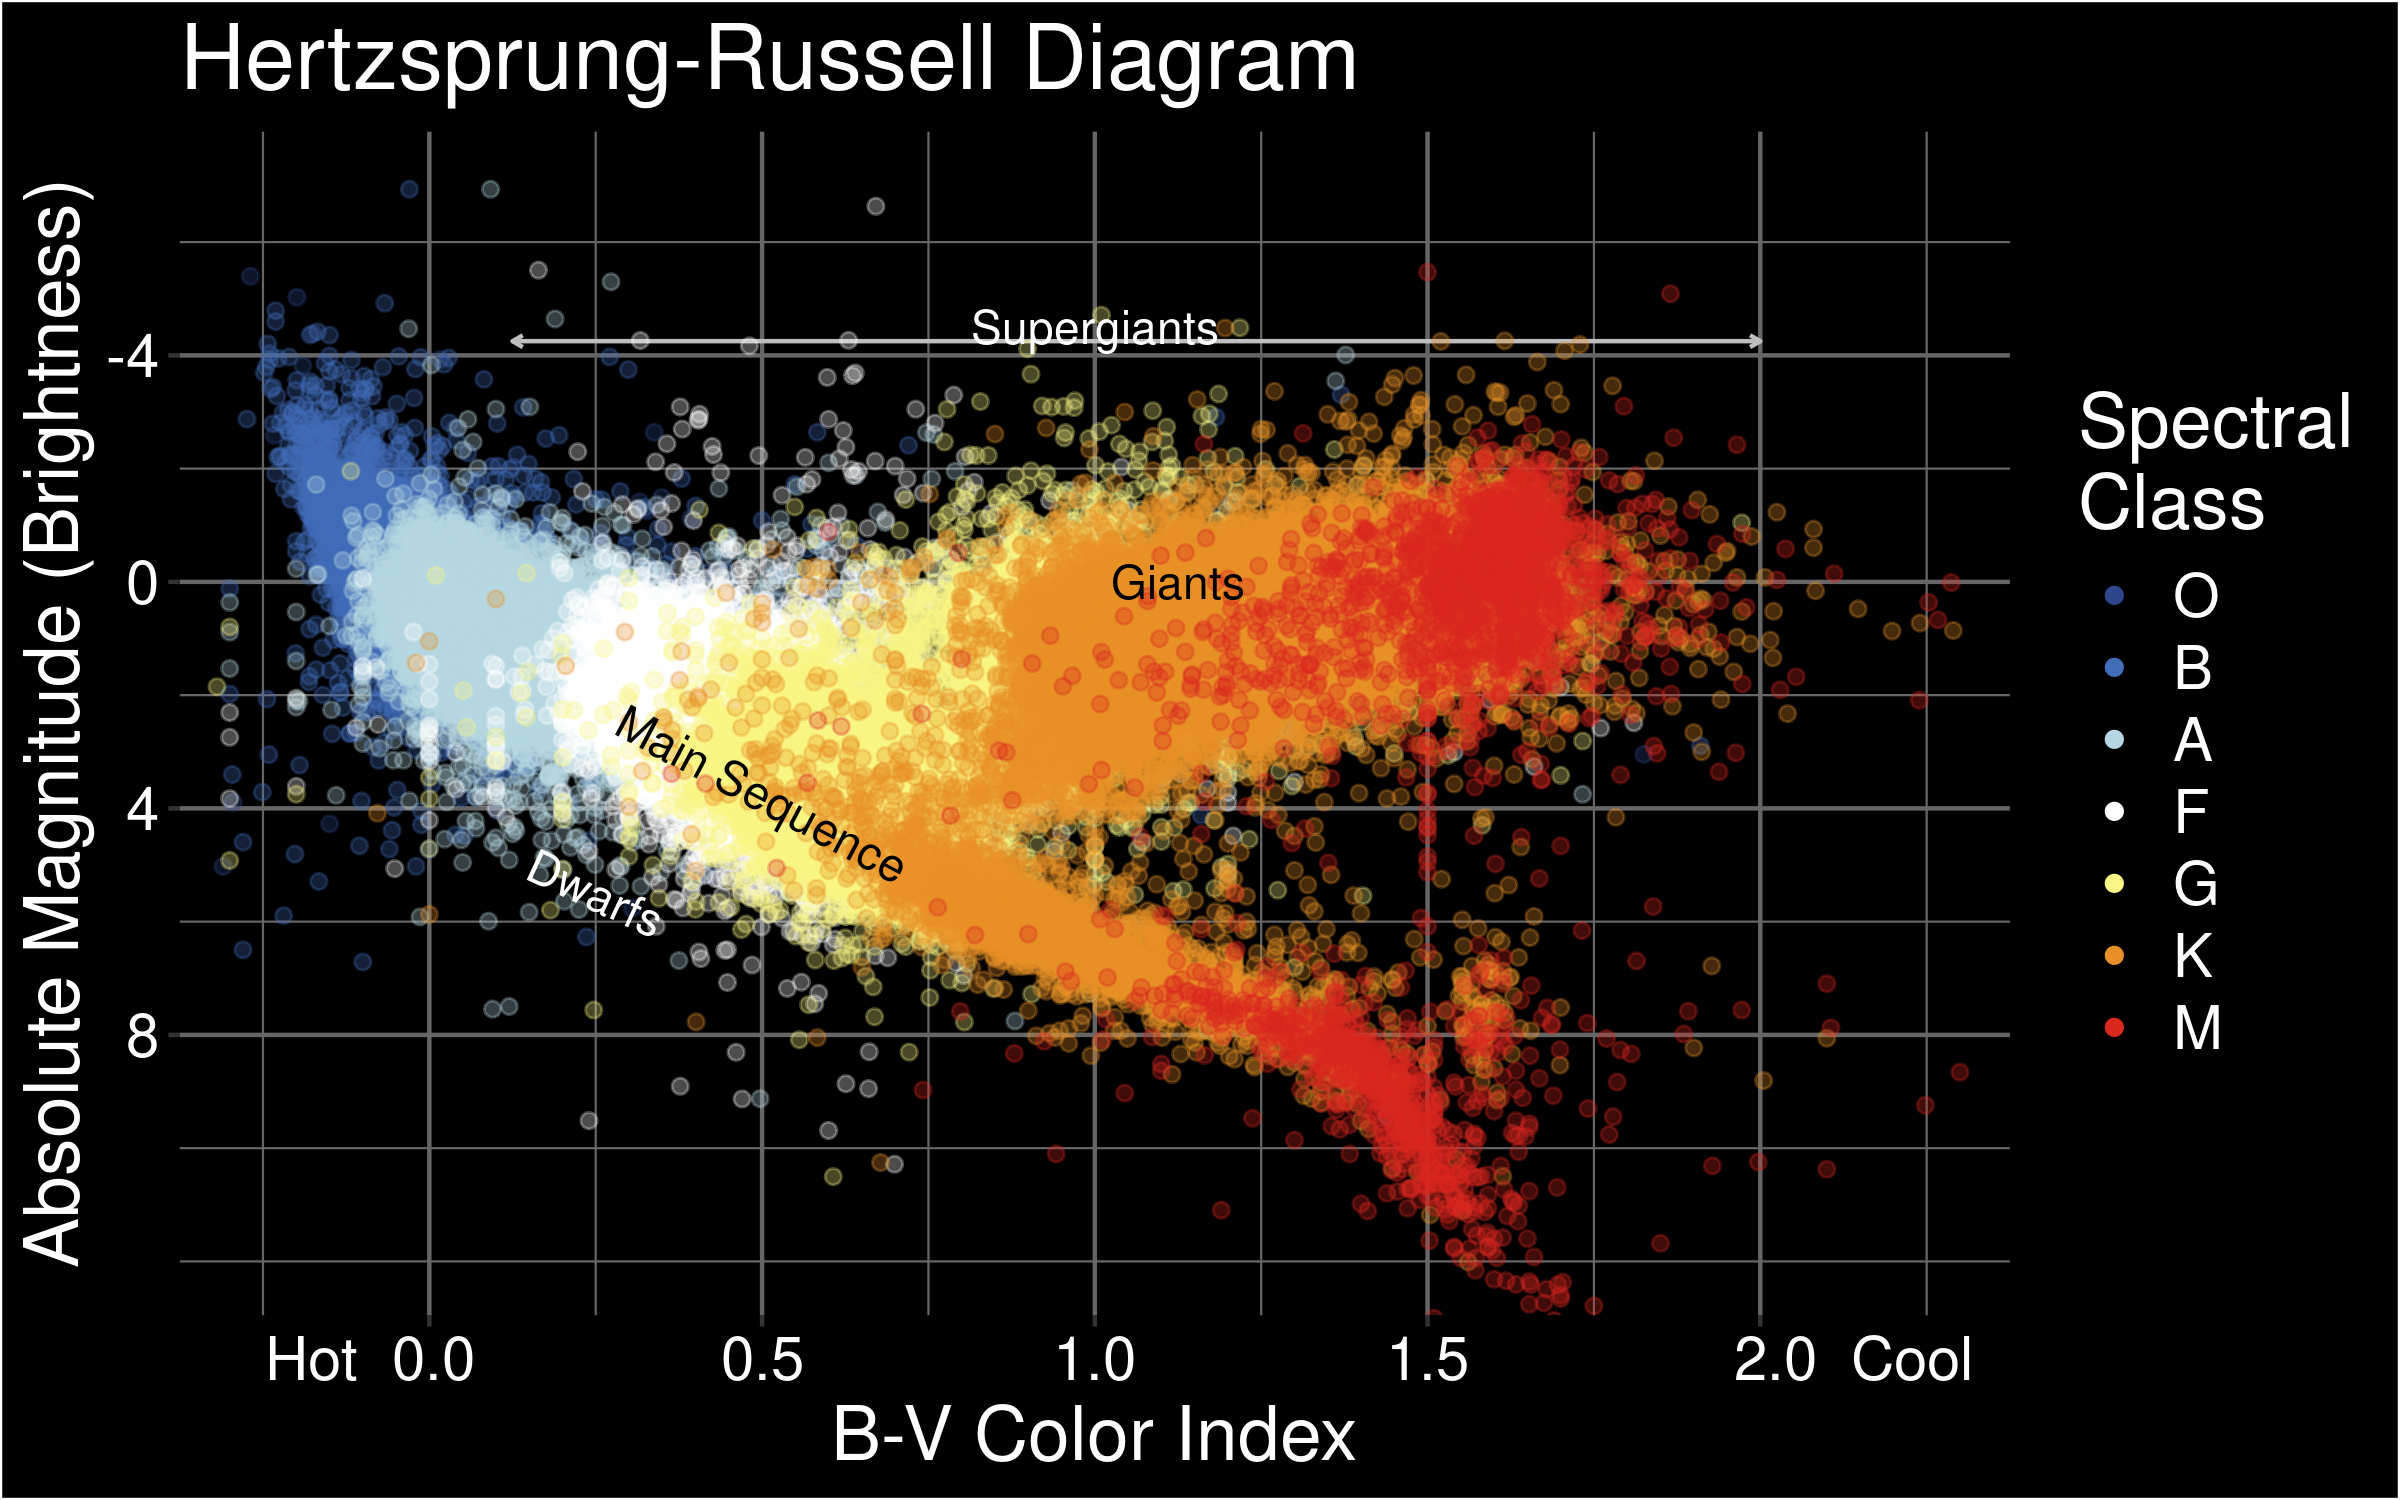 Hertzsprung-Russell Diagram
Absolute Magnitude (Brightness)
-4
0
4
8
Supergiants
Giants
Main Sequence
Dwarfs
Hot 0.0 0.5 1.0 1.5 2.0 Cool
B-V Color Index
Spectral
Class
O
B
A
F
G
K
M